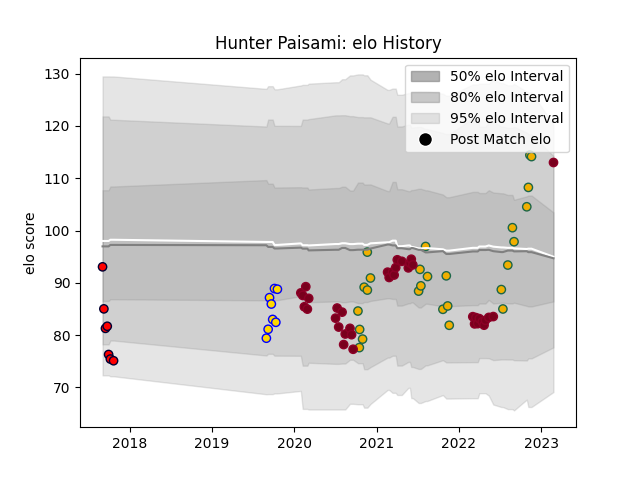 Hunter Paisami: elo History
elo score
130
120
110
100
90
80
70
50% elo Interval
80% elo Interval
95% elo Interval
Post Match elo
2018
2019
2020
2021
2022
2023